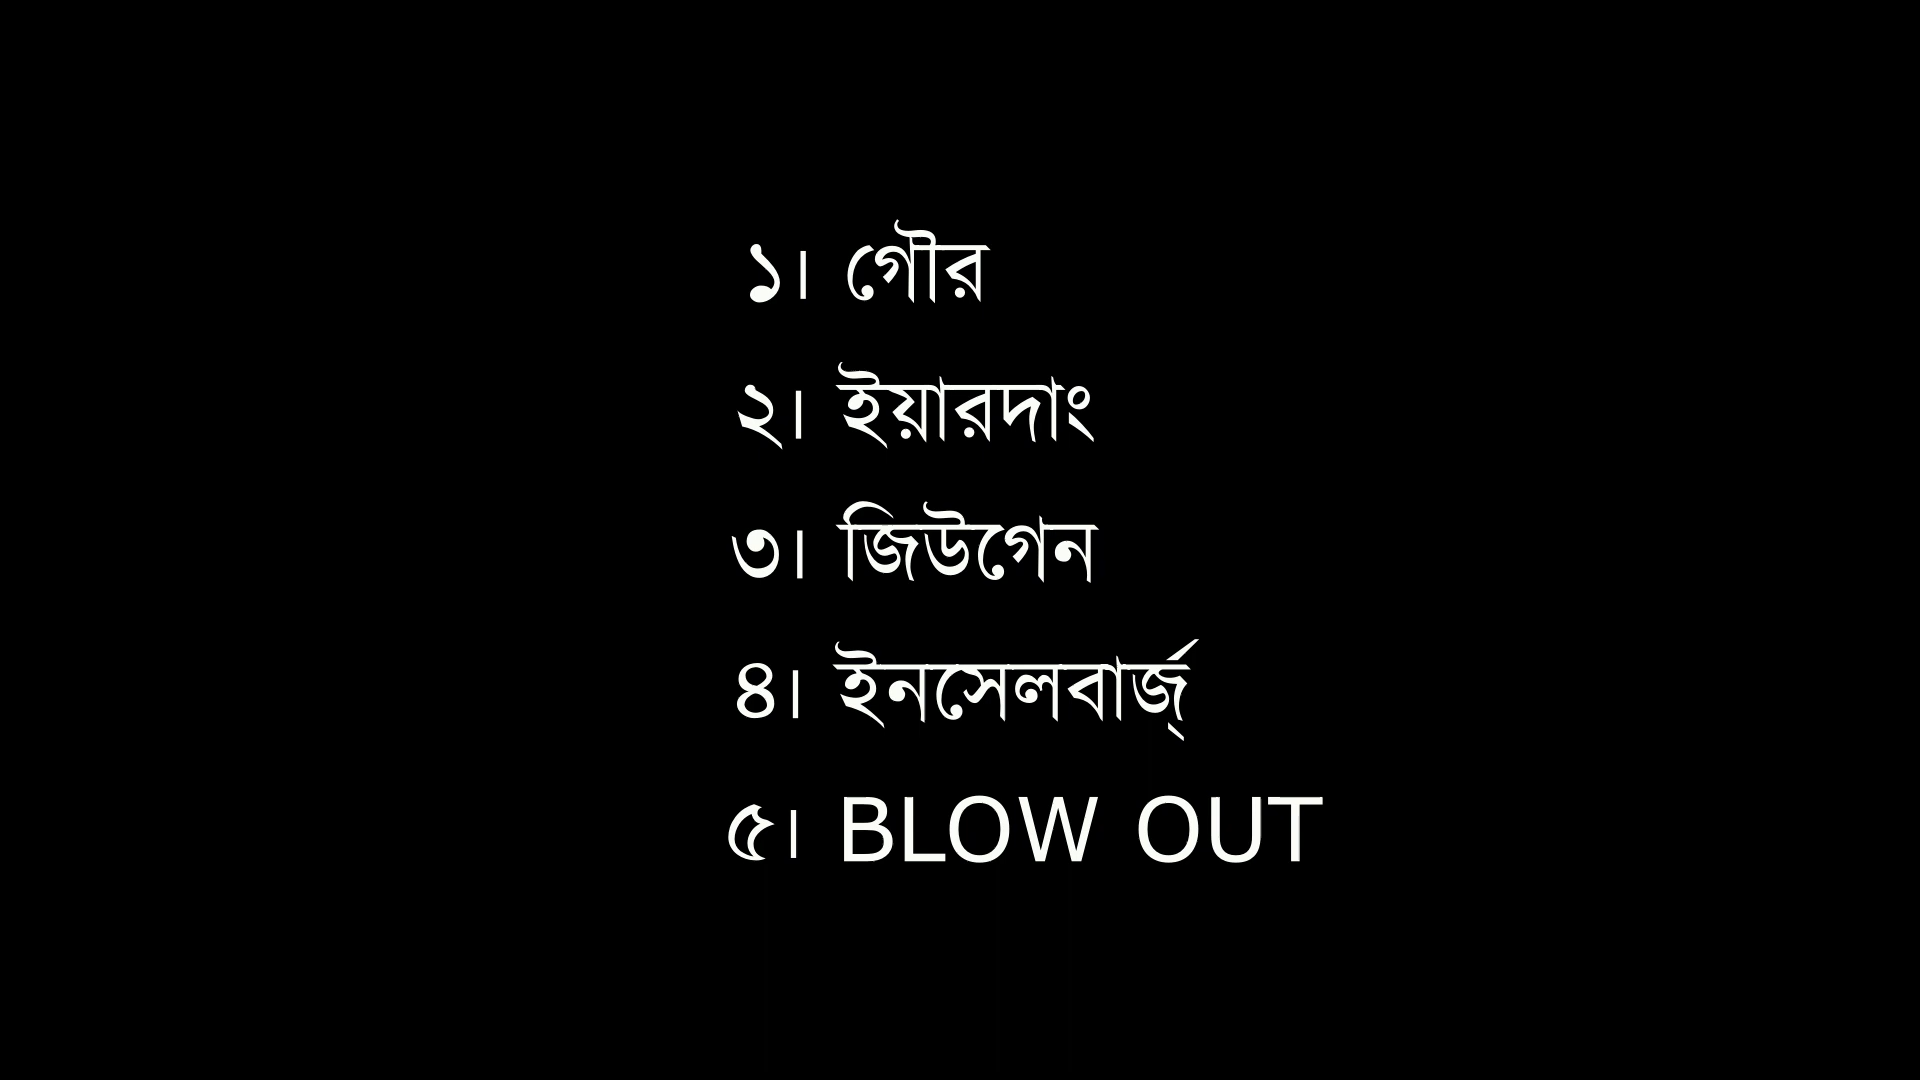 ১। গৌর
২। ইয়ারদাং
৩। জিউগেন
৪। ইনসেলবার্জ্
৫। BLOW OUT